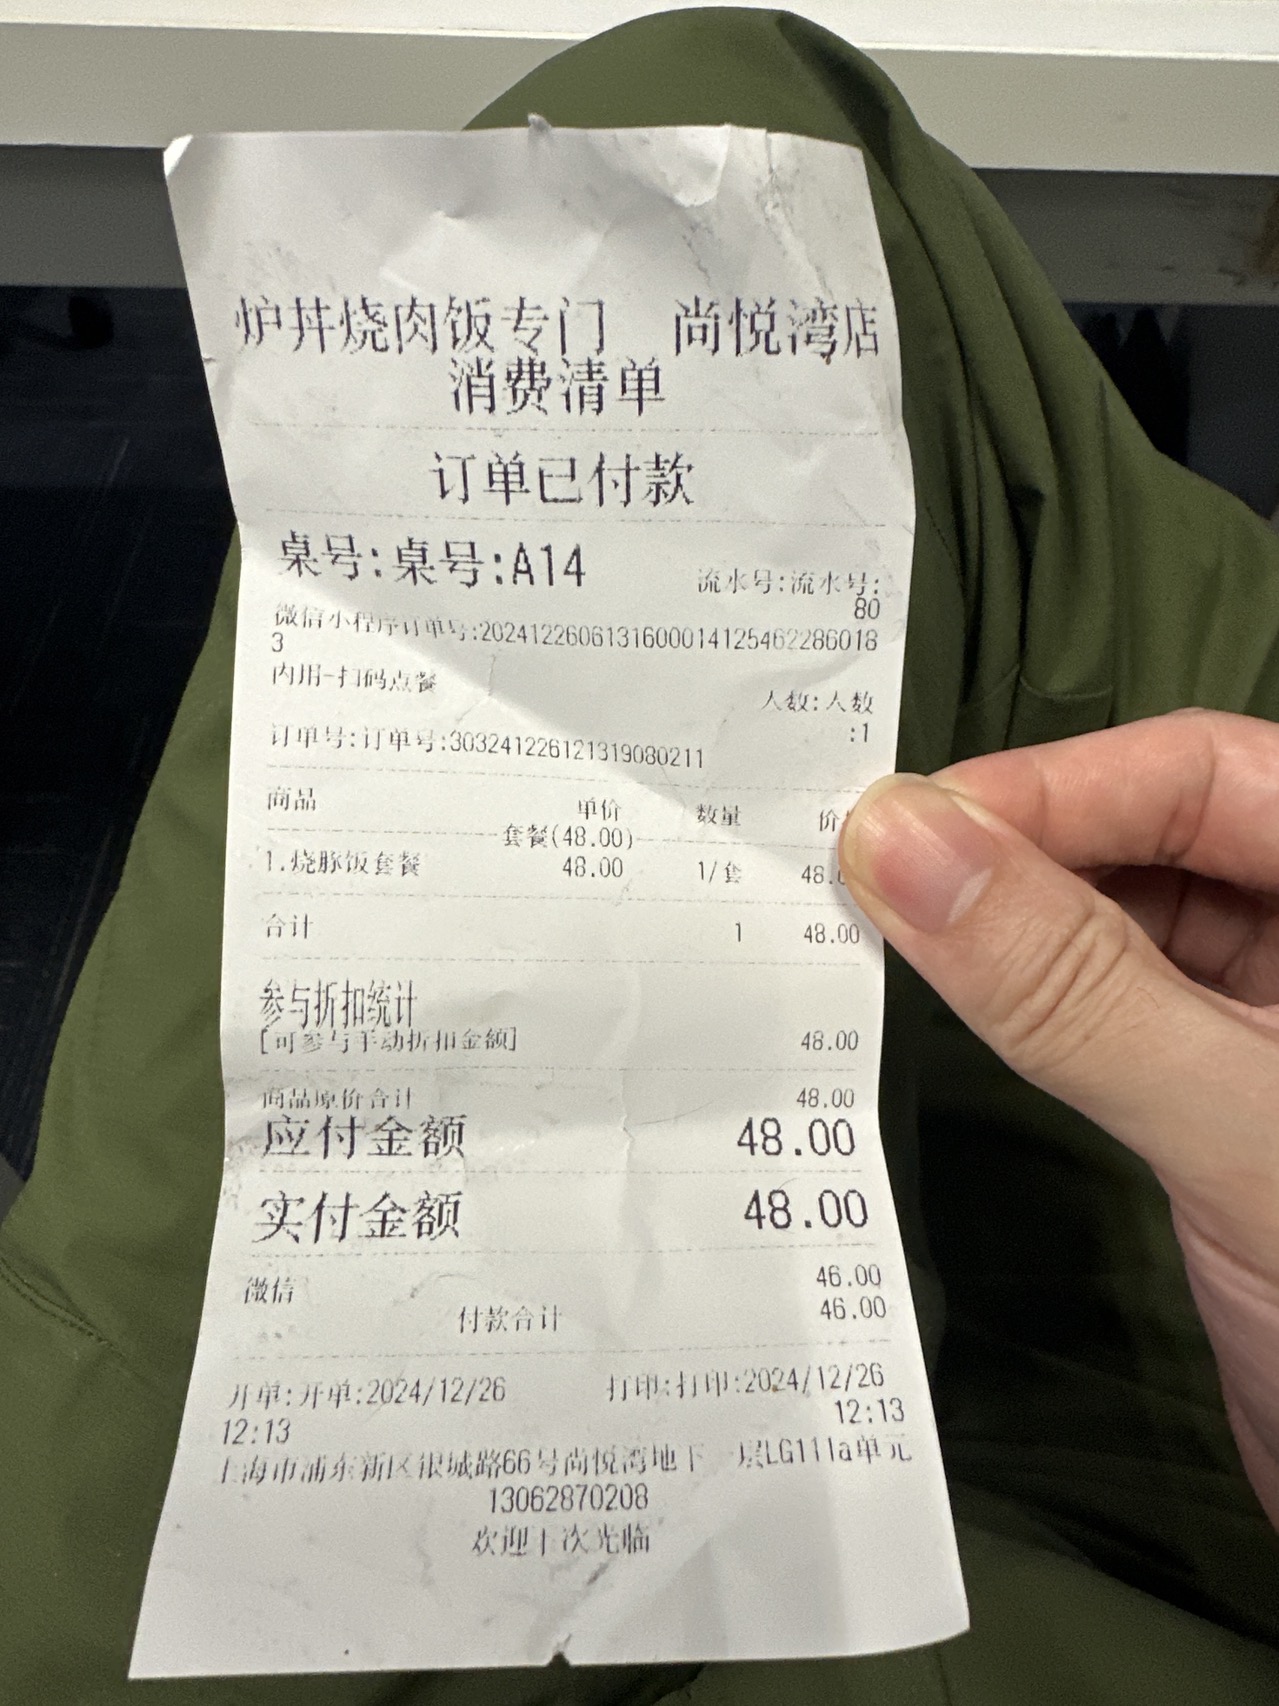 炉丼烧肉饭专门 尚悦湾店
消费清单
订单已付款
桌号:桌号:A14
流水号:流水号:
80
微信小程序订单号:2024122606131600014125462286018
3
内用-扫码点餐
人数:人数
:1
订单号:订单号:303241226121319080211
商品 单价 数量 价
套餐(48.00)
1.烧豚饭套餐 48.00 1/套 48.
合计 1 48.00
参与折扣统计
[可参与手动折扣金额] 48.00
商品原价合计 48.00
应付金额 48.00
实付金额 48.00
微信 46.00
付款合计 46.00
开单:开单:2024/12/26 打印:打印:2024/12/26
12:13 12:13
上海市浦东新区银城路66号尚悦湾地下一层LG111a单元
13062870208
欢迎下次光临